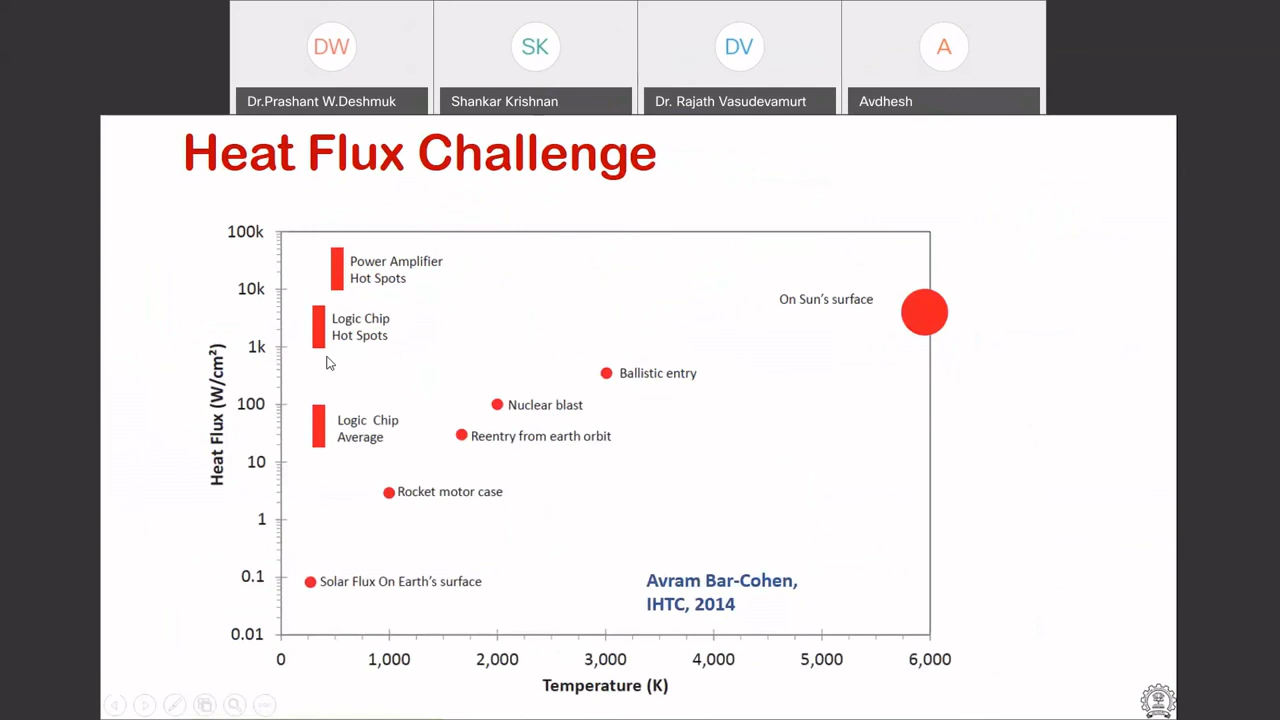 DW
SK
DV
A
Dr.Prashant W.Deshmuk
Shankar Krishnan
Dr. Rajath Vasudevamurt
Avdhesh
Heat Flux Challenge
100k
Power Amplifier
Hot Spots
10k
On Sun's surface
Logic Chip
Hot Spots
1k
Ballistic entry
100
Nuclear blast
Logic Chip
Average
Reentry from earth orbit
10
Rocket motor case
1
0.1
Solar Flux On Earth's surface
Avram Bar-Cohen,
IHTC, 2014
0.01
Heat Flux (W/cm²)
0
1,000
2,000
3,000
4,000
5,000
6,000
Temperature (K)